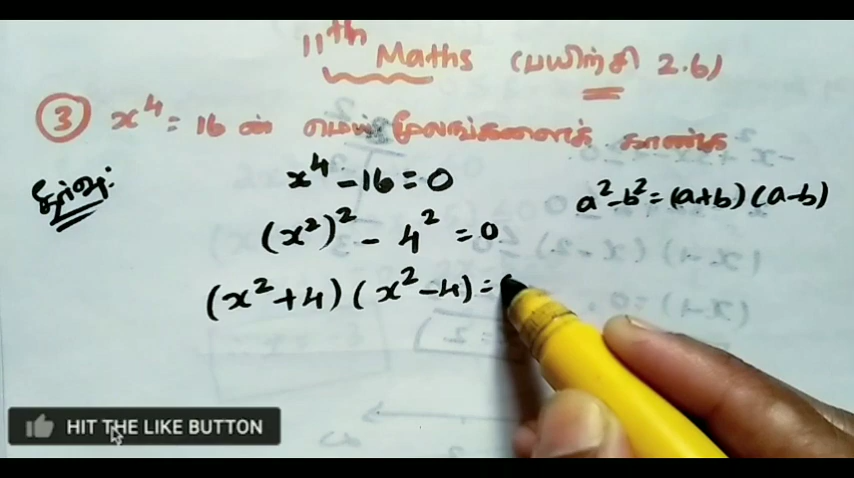 11th Maths (பயிற்சி 2.6)
③ x⁴ = 16 ன் மெய் மூலங்களைக் காண்க
தீர்வு:
x⁴ - 16 = 0
a² - b² = (a+b) (a-b)
(x²)² - 4² = 0
(x² + 4) ( x² - 4) =
HIT THE LIKE BUTTON